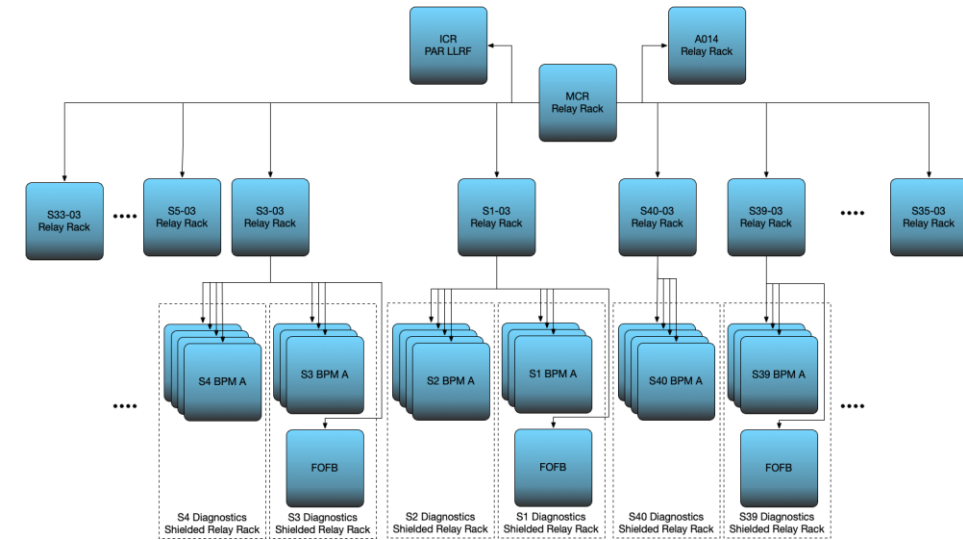 ICR
PAR LLRF
A014
Relay Rack
MCR
Relay Rack
S33-03
Relay Rack
••••
S5-03
Relay Rack
S3-03
Relay Rack
S1-03
Relay Rack
S40-03
Relay Rack
S39-03
Relay Rack
••••
S35-03
Relay Rack
••••
S4 BPM A
S3 BPM A
S2 BPM A
S1 BPM A
S40 BPM A
S39 BPM A
••••
FOFB
FOFB
FOFB
S4 Diagnostics
Shielded Relay Rack
S3 Diagnostics
Shielded Relay Rack
S2 Diagnostics
Shielded Relay Rack
S1 Diagnostics
Shielded Relay Rack
S40 Diagnostics
Shielded Relay Rack
S39 Diagnostics
Shielded Relay Rack